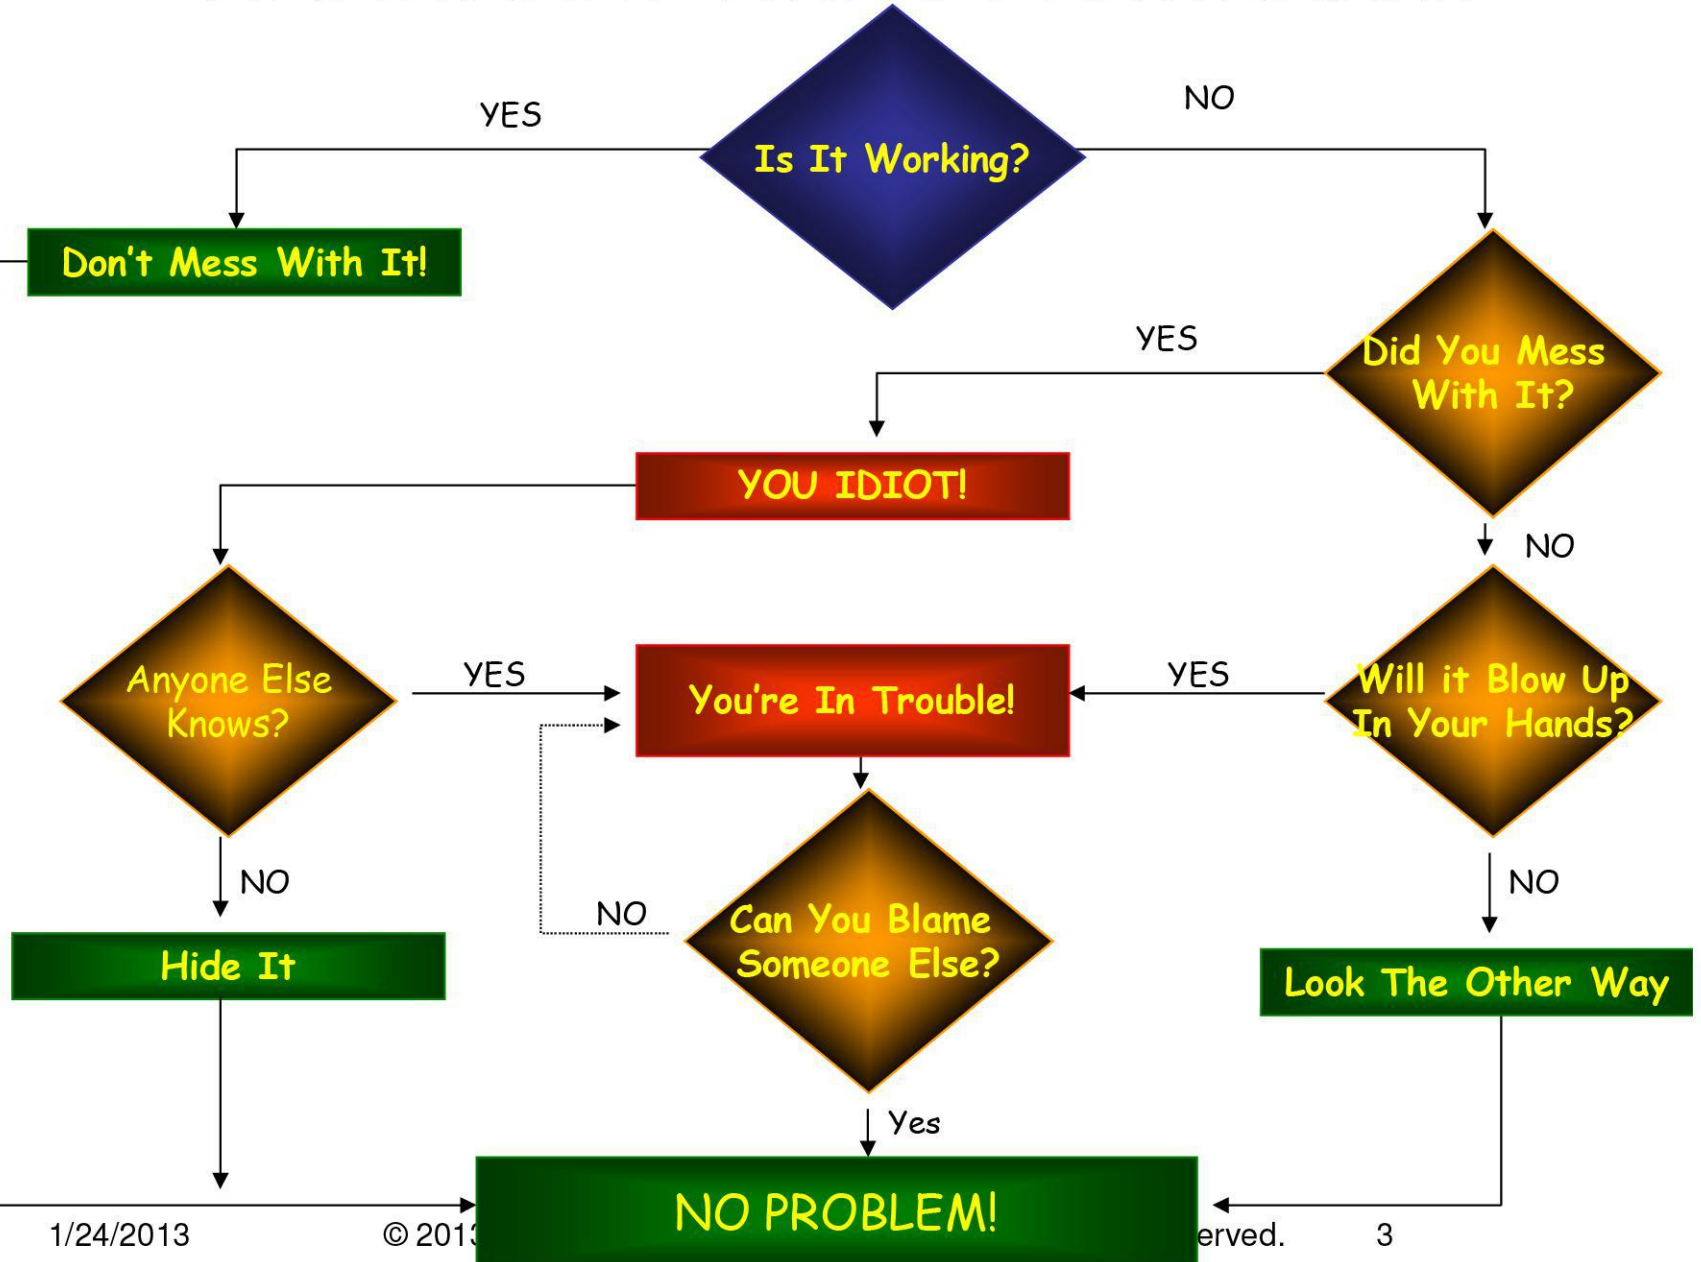 YES
NO
Is It Working?
Don't Mess With It!
YES
Did You Mess
With It?
YOU IDIOT!
NO
Anyone Else
Knows?
YES
You're In Trouble!
YES
Will it Blow Up
In Your Hands?
NO
NO
NO
Can You Blame
Someone Else?
Hide It
Look The Other Way
Yes
NO PROBLEM!
1/24/2013
© 2013
3